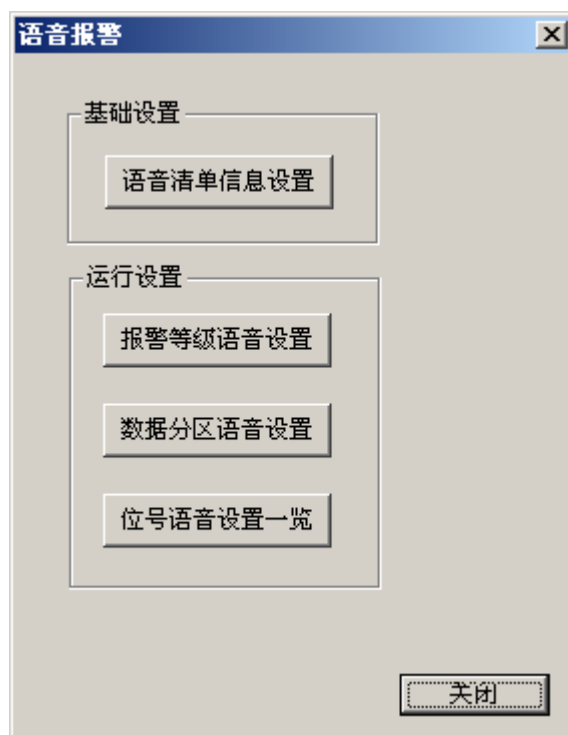 语音报警
基础设置
语音清单信息设置
运行设置
报警等级语音设置
数据分区语音设置
位号语音设置一览
关闭